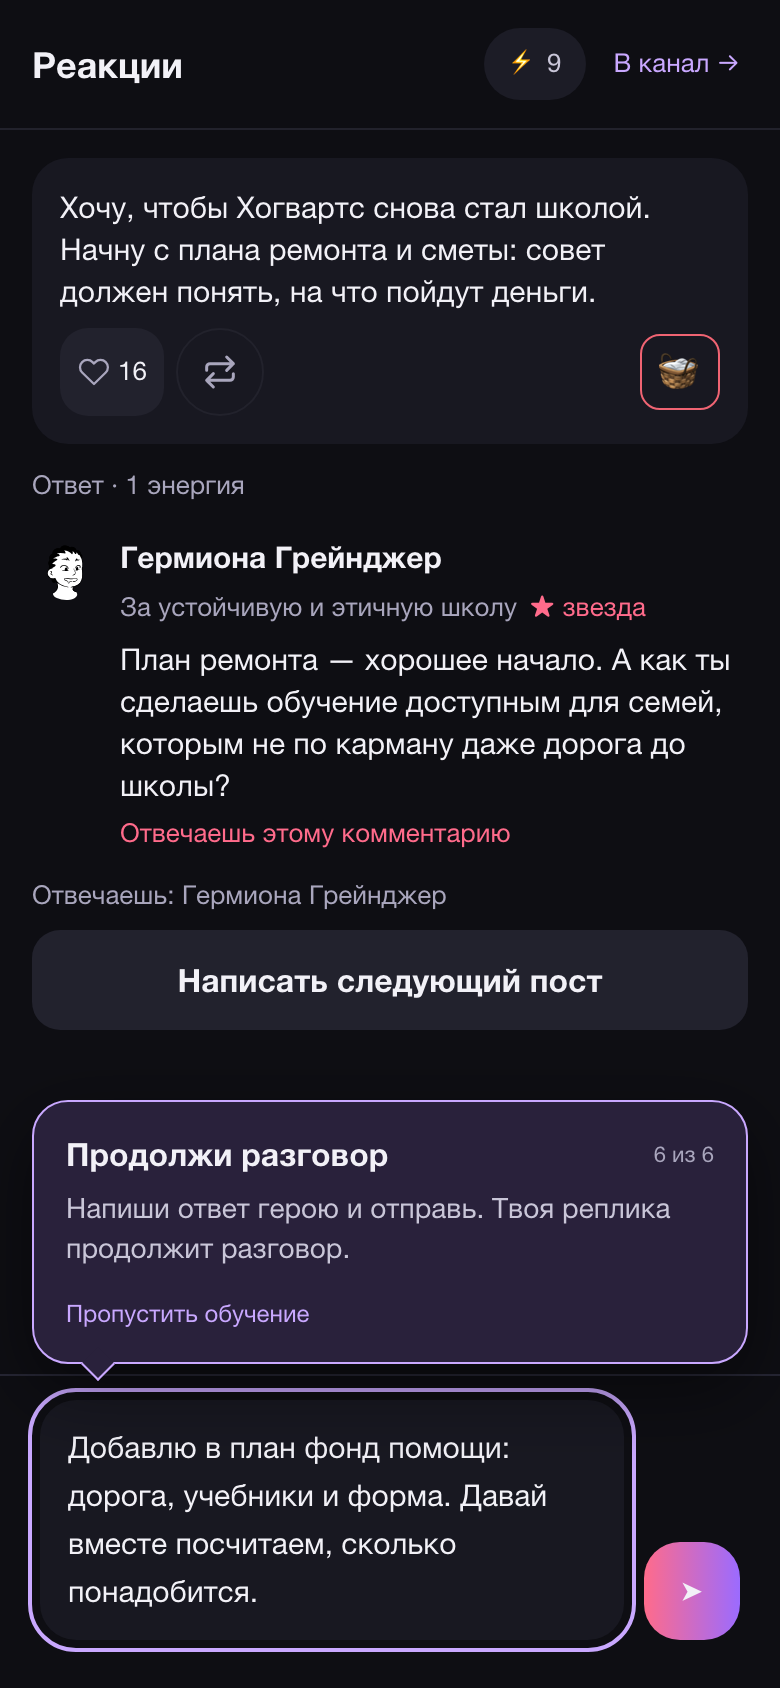 Реакции
⚡ 9
В канал →
Хочу, чтобы Хогвартс снова стал школой.
Начну с плана ремонта и сметы: совет
должен понять, на что пойдут деньги.
16
Ответ · 1 энергия
Гермиона Грейнджер
За устойчивую и этичную школу ★ звезда
План ремонта — хорошее начало. А как ты
сделаешь обучение доступным для семей,
которым не по карману даже дорога до
школы?
Отвечаешь этому комментарию
Отвечаешь: Гермиона Грейнджер
Написать следующий пост
Продолжи разговор
6 из 6
Напиши ответ герою и отправь. Твоя реплика
продолжит разговор.
Пропустить обучение
Добавлю в план фонд помощи:
дорога, учебники и форма. Давай
вместе посчитаем, сколько
понадобится.